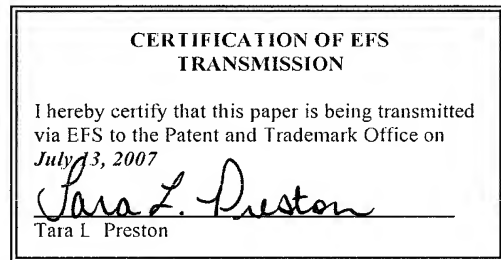 CERTIFICATION OF EFS
TRANSMISSION
I hereby certify that this paper is being transmitted
via EFS to the Patent and Trademark Office on
July 13, 2007
Tara L. Preston
Tara L Preston